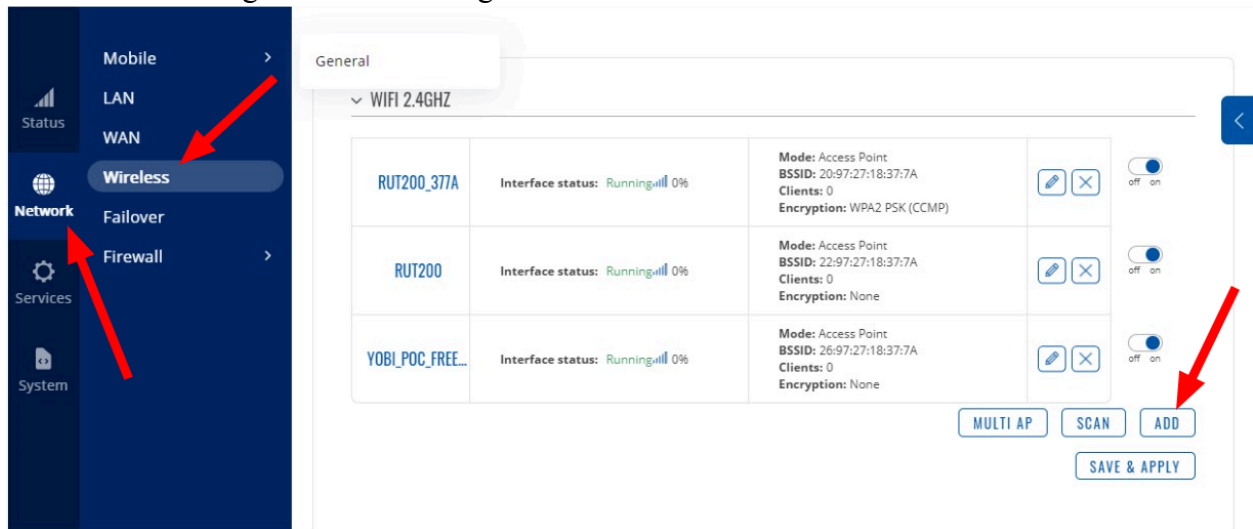 Mobile
LAN
WAN
Wireless
Failover
Firewall
Status
Network
Services
System
General
WIFI 2.4GHZ
RUT200_377A
Interface status: Running 0%
Mode: Access Point
BSSID: 20:97:27:18:37:7A
Clients: 0
Encryption: WPA2 PSK (CCMP)
off on
RUT200
Interface status: Running 0%
Mode: Access Point
BSSID: 22:97:27:18:37:7A
Clients: 0
Encryption: None
off on
YOBI_POC_FREE...
Interface status: Running 0%
Mode: Access Point
BSSID: 26:97:27:18:37:7A
Clients: 0
Encryption: None
off on
MULTI AP SCAN ADD
SAVE & APPLY